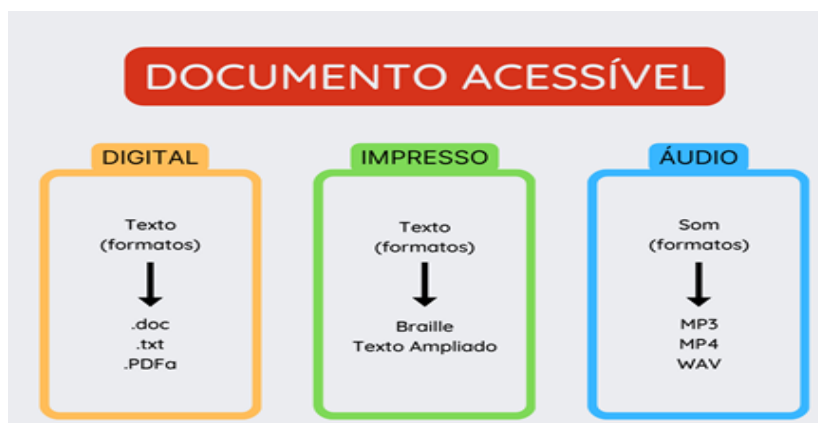 DOCUMENTO ACESSÍVEL
DIGITAL
Texto
(formatos)
.doc
.txt
.PDFa
IMPRESSO
Texto
(formatos)
Braille
Texto Ampliado
ÁUDIO
Som
(formatos)
MP3
MP4
WAV